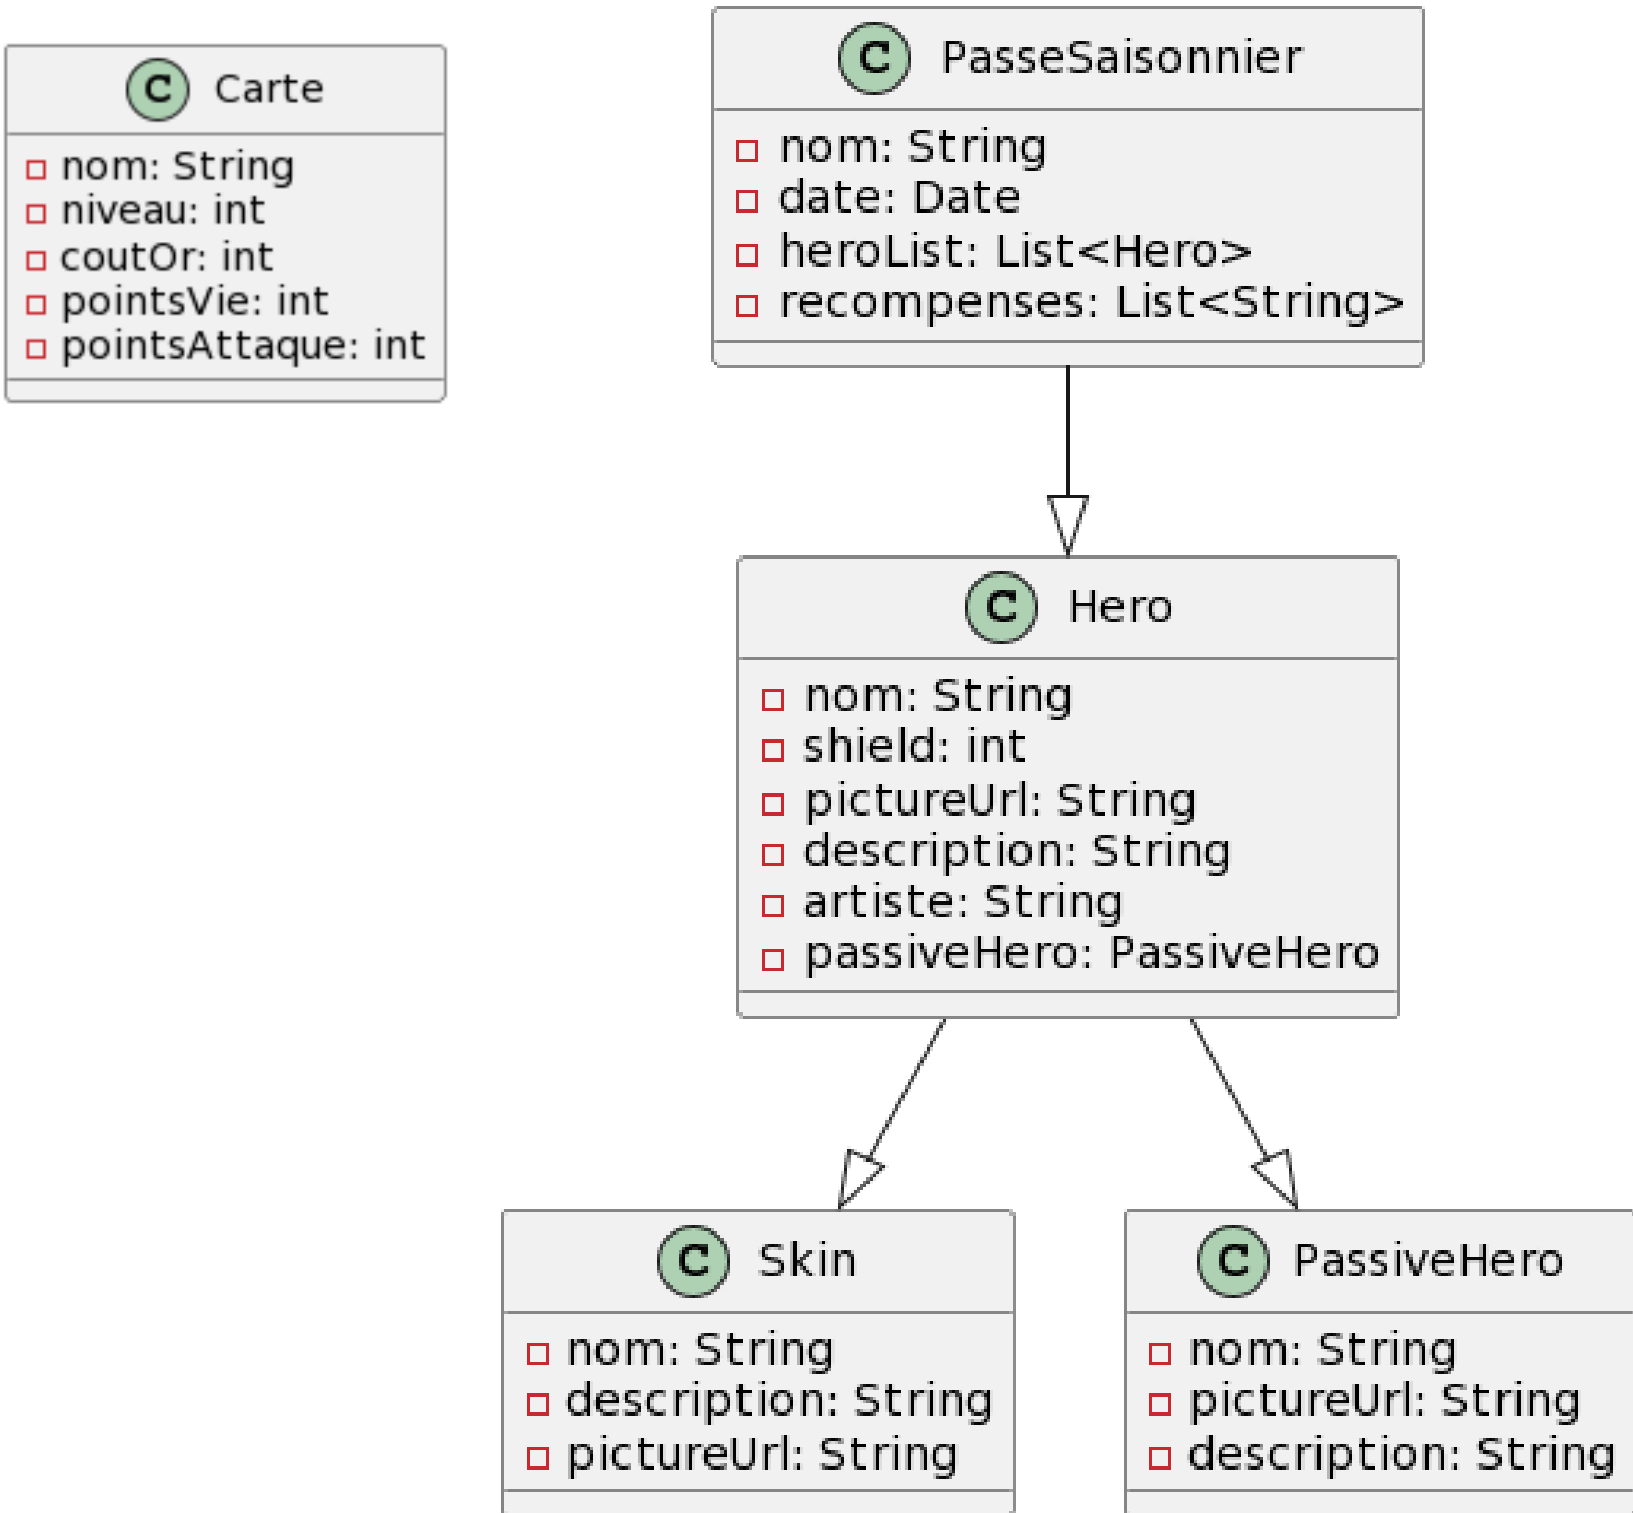 C Carte
nom: String
niveau: int
coutOr: int
pointsVie: int
pointsAttaque: int
C PasseSaisonnier
nom: String
date: Date
heroList: List<Hero>
recompenses: List<String>
C Hero
nom: String
shield: int
pictureUrl: String
description: String
artiste: String
passiveHero: PassiveHero
C Skin
nom: String
description: String
pictureUrl: String
C PassiveHero
nom: String
pictureUrl: String
description: String